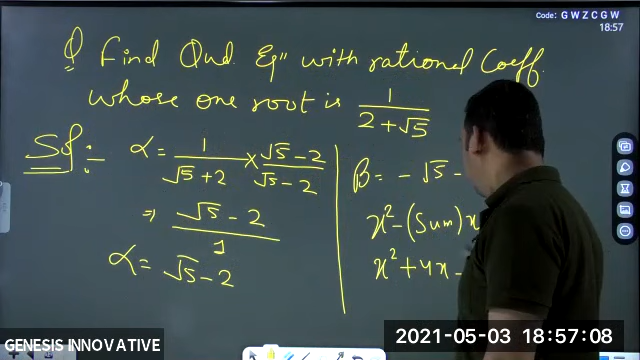 Code: G W Z C G W
18:57
Q Find Qud. Eqⁿ with rational Coeff.
whose one root is 1/(2+√5)
Sol:-
α = 1/(√5+2) × (√5-2)/(√5-2)
⇒ (√5-2)/1
α = √5-2
β = -√5 -
x² - (Sum)x
x² + 4x -
GENESIS INNOVATIVE
2021-05-03 18:57:08